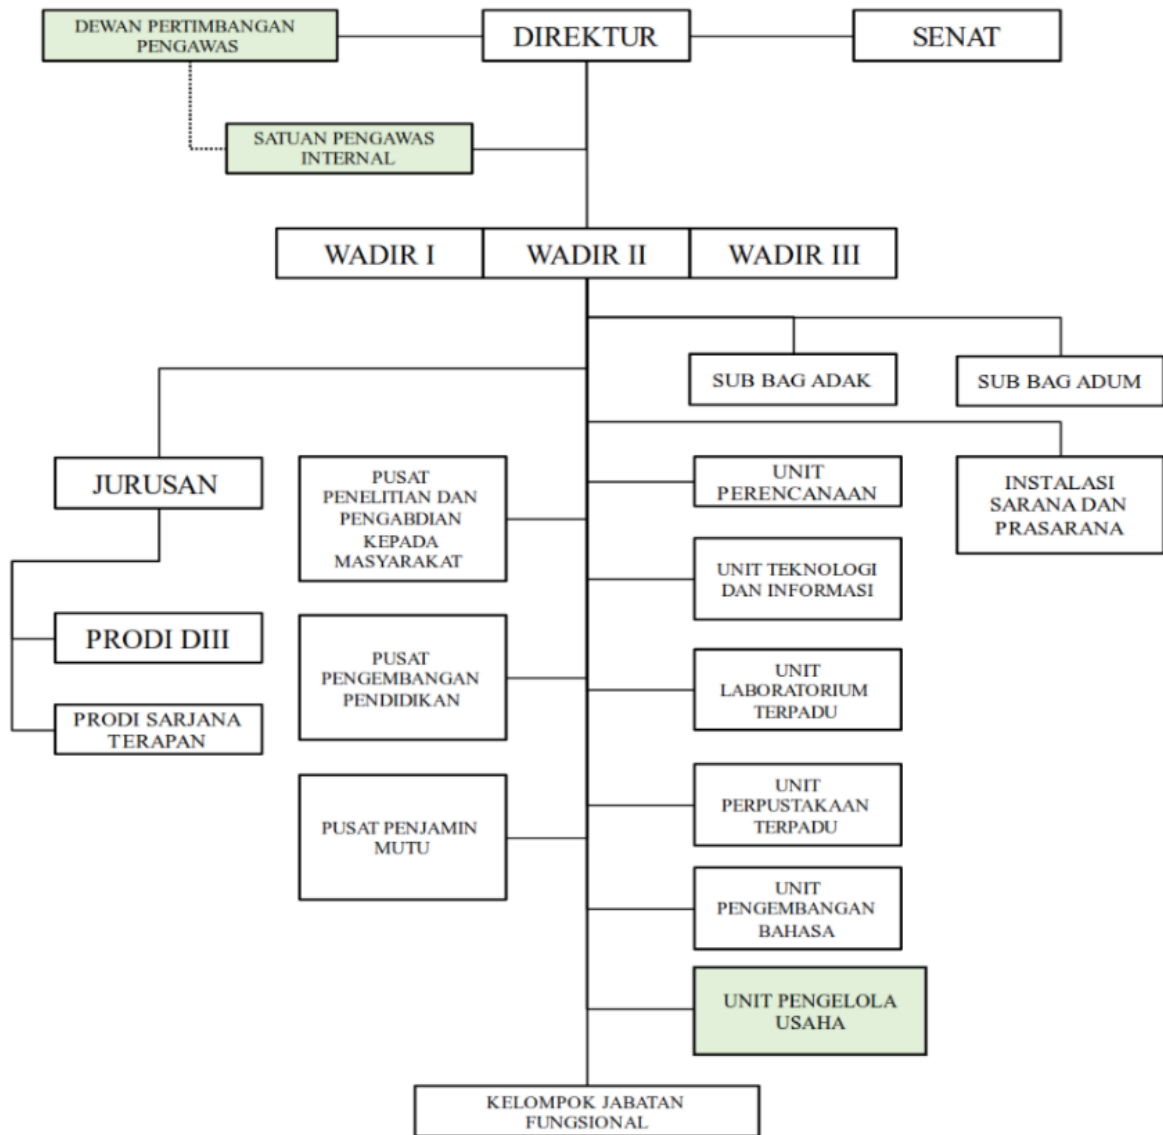 DEWAN PERTIMBANGAN
PENGAWAS
DIREKTUR
SENAT
SATUAN PENGAWAS
INTERNAL
WADIR I
WADIR II
WADIR III
SUB BAG ADAK
SUB BAG ADUM
JURUSAN
PUSAT
PENELITIAN DAN
PENGABDIAN
KEPADA
MASYARAKAT
UNIT
PERENCANAAN
INSTALASI
SARANA DAN
PRASARANA
UNIT TEKNOLOGI
DAN INFORMASI
PRODI DIII
PUSAT
PENGEMBANGAN
PENDIDIKAN
UNIT
LABORATORIUM
TERPADU
PRODI SARJANA
TERAPAN
PUSAT PENJAMIN
MUTU
UNIT
PERPUSTAKAAN
TERPADU
UNIT
PENGEMBANGAN
BAHASA
UNIT PENGELOLA
USAHA
KELOMPOK JABATAN
FUNGSIONAL